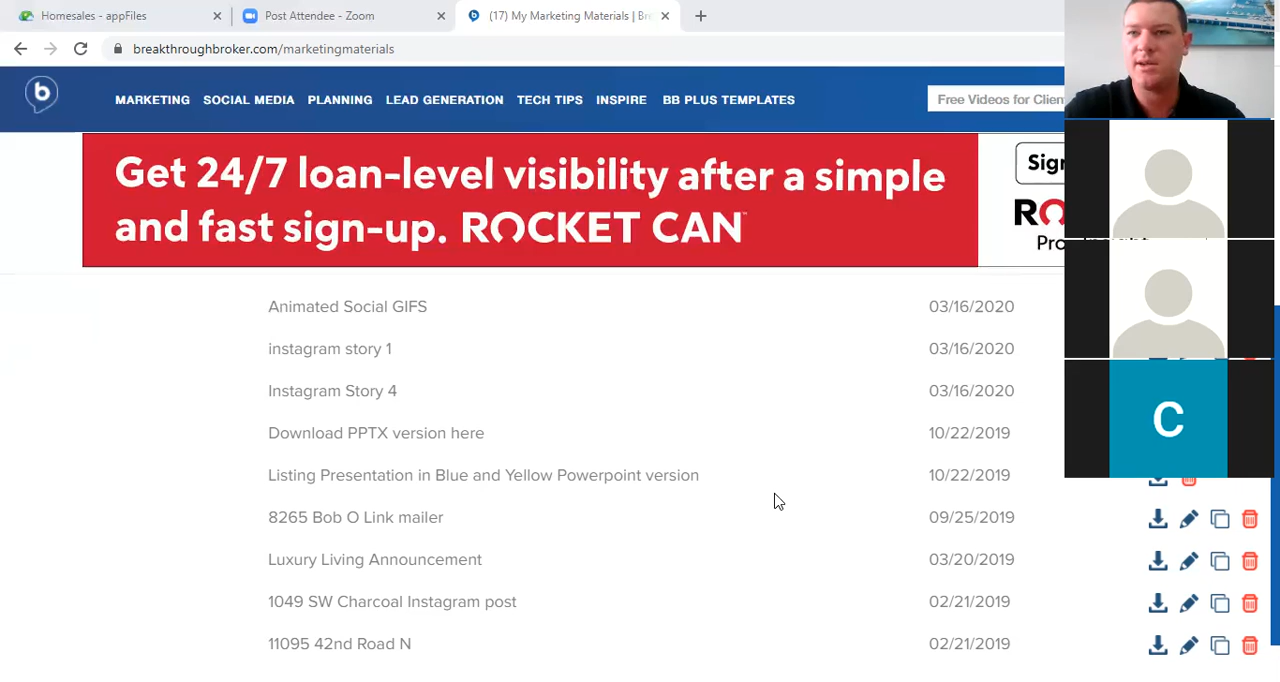 Homesales - appFiles
Post Attendee - Zoom
(17) My Marketing Materials | Br
breakthroughbroker.com/marketingmaterials
b
MARKETING SOCIAL MEDIA PLANNING LEAD GENERATION TECH TIPS INSPIRE BB PLUS TEMPLATES
Free Videos for Clien
Get 24/7 loan-level visibility after a simple
and fast sign-up. ROCKET CAN™
Sign
RO
Pro
Animated Social GIFS 03/16/2020
instagram story 1 03/16/2020
Instagram Story 4 03/16/2020
Download PPTX version here 10/22/2019
Listing Presentation in Blue and Yellow Powerpoint version 10/22/2019
8265 Bob O Link mailer 09/25/2019
Luxury Living Announcement 03/20/2019
1049 SW Charcoal Instagram post 02/21/2019
11095 42nd Road N 02/21/2019
C